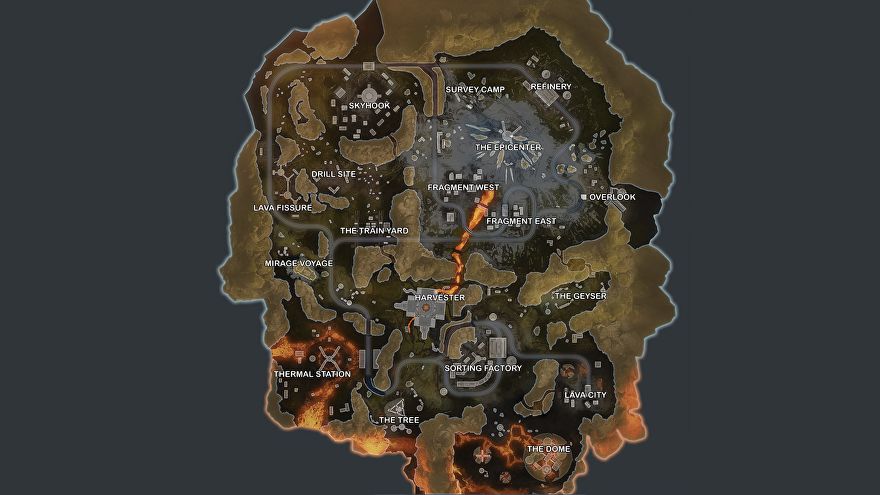 SURVEY CAMP
REFINERY
SKYHOOK
THE EPICENTER
DRILL SITE
FRAGMENT WEST
OVERLOOK
LAVA FISSURE
FRAGMENT EAST
THE TRAIN YARD
MIRAGE VOYAGE
HARVESTER
THE GEYSER
THERMAL STATION
SORTING FACTORY
LAVA CITY
THE TREE
THE DOME